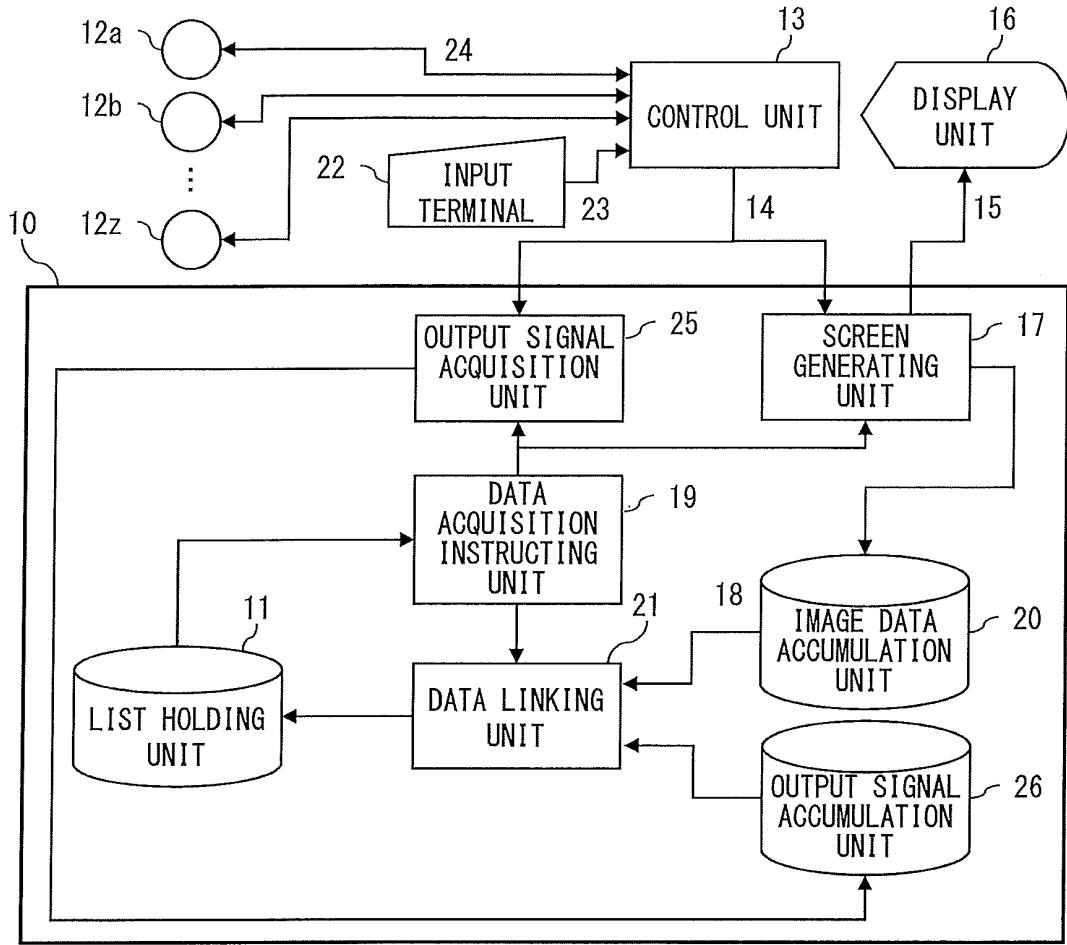 12a
24
13
16
12b
CONTROL UNIT
DISPLAY
UNIT
22
INPUT
TERMINAL
23
14
15
⋮
12z
10
OUTPUT SIGNAL
ACQUISITION
UNIT
25
SCREEN
GENERATING
UNIT
17
DATA
ACQUISITION
INSTRUCTING
UNIT
19
11
21
18
IMAGE DATA
ACCUMULATION
UNIT
20
LIST HOLDING
UNIT
DATA LINKING
UNIT
OUTPUT SIGNAL
ACCUMULATION
UNIT
26